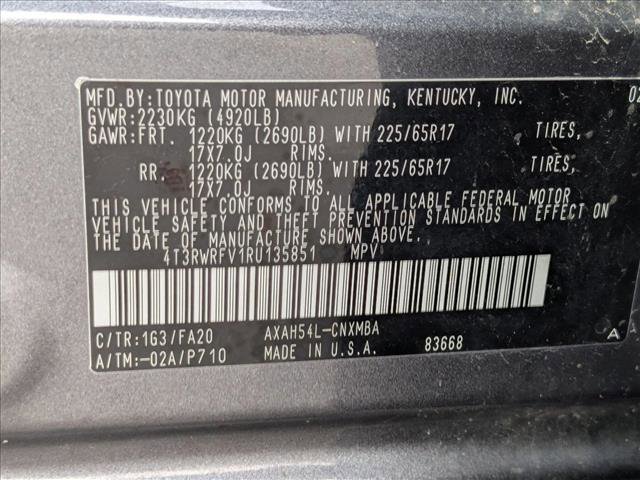 MFD.BY:TOYOTA MOTOR MANUFACTURING, KENTUCKY, INC. 02
GVWR:2230KG (4920LB)
GAWR:FRT. 1220KG (2690LB) WITH 225/65R17 TIRES,
17X7.0J RIMS.
RR. 1220KG (2690LB) WITH 225/65R17 TIRES,
17X7.0J RIMS.
THIS VEHICLE CONFORMS TO ALL APPLICABLE FEDERAL MOTOR
VEHICLE SAFETY AND THEFT PREVENTION STANDARDS IN EFFECT ON
THE DATE OF MANUFACTURE SHOWN ABOVE.
4T3RWRFV1RU135851 MPV
C/TR:1G3/FA20 AXAH54L-CNXMBA
A/TM:-02A/P710 MADE IN U.S.A. 83668 A